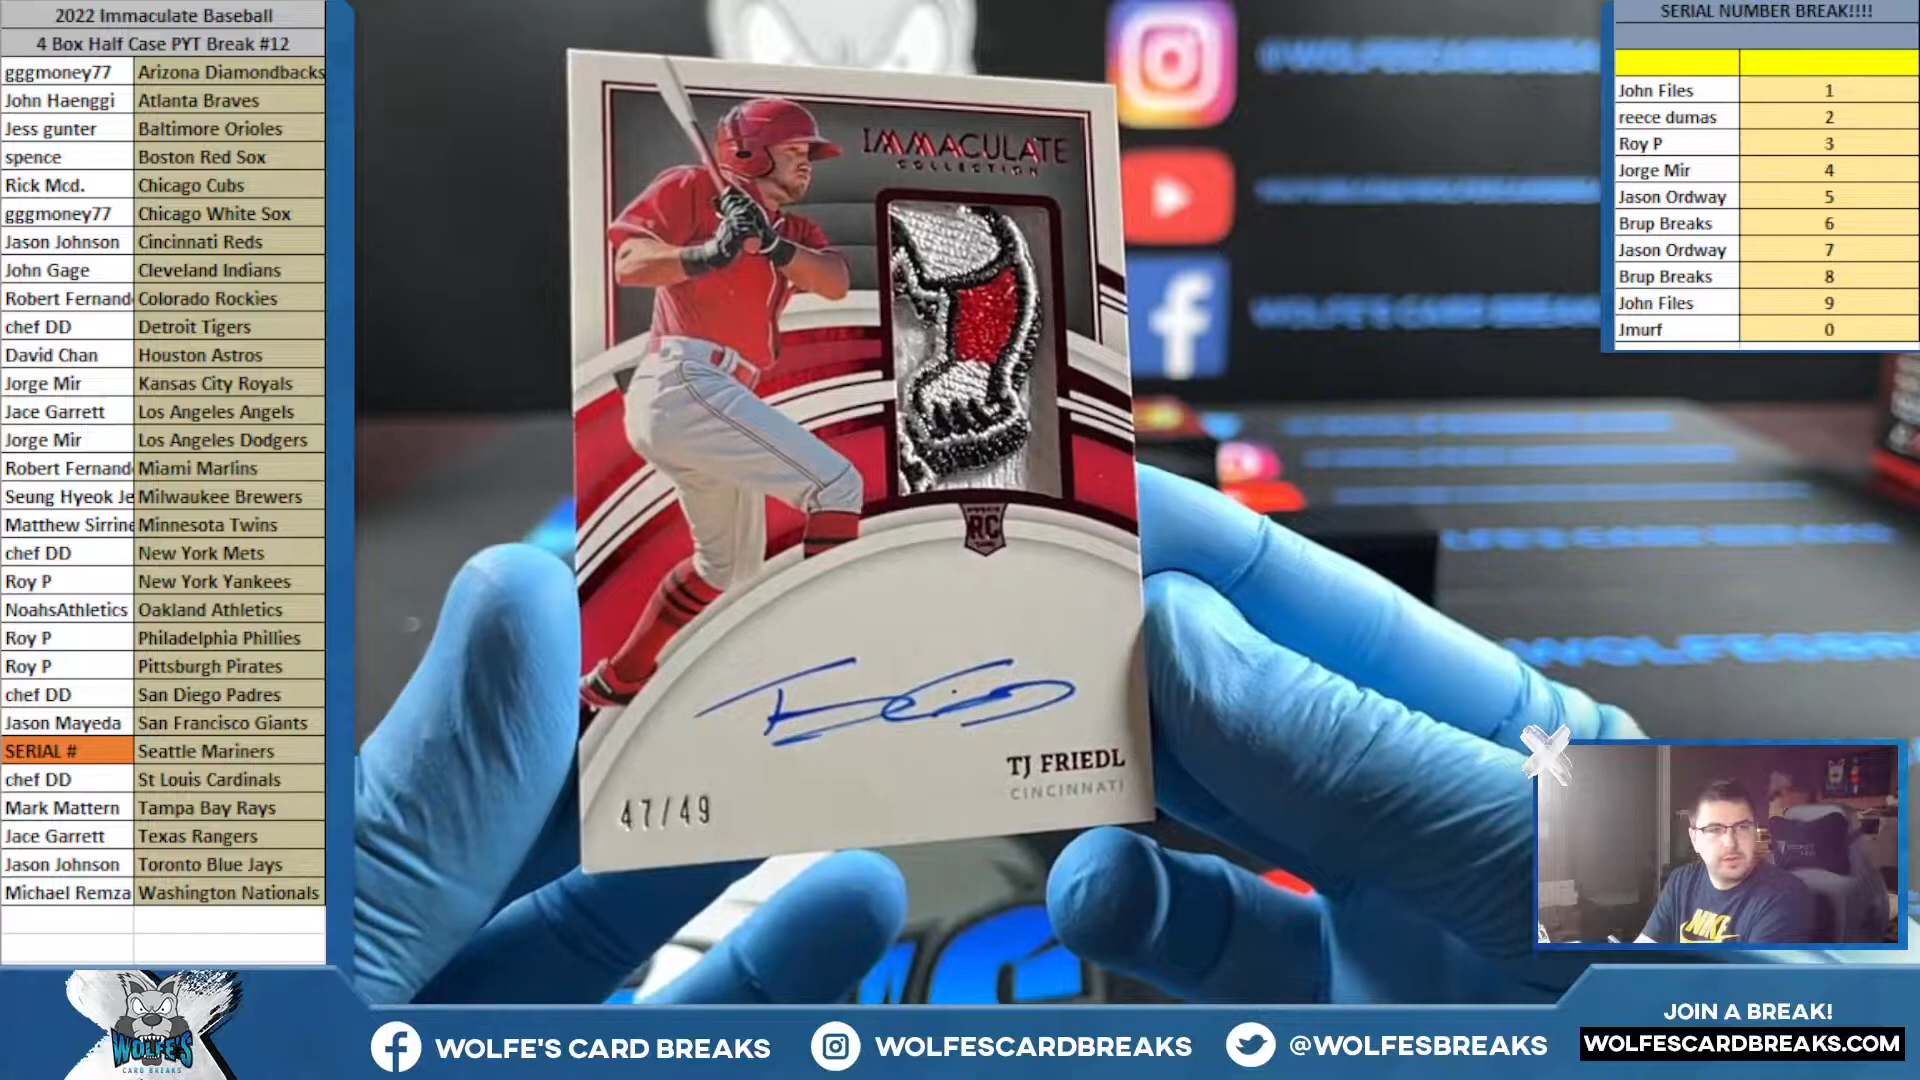 2022 Immaculate Baseball
4 Box Half Case PYT Break #12
gggmoney77 Arizona Diamondbacks
John Haenggi Atlanta Braves
Jess gunter Baltimore Orioles
spence Boston Red Sox
Rick Mcd. Chicago Cubs
gggmoney77 Chicago White Sox
Jason Johnson Cincinnati Reds
John Gage Cleveland Indians
Robert Fernand Colorado Rockies
chef DD Detroit Tigers
David Chan Houston Astros
Jorge Mir Kansas City Royals
Jace Garrett Los Angeles Angels
Jorge Mir Los Angeles Dodgers
Robert Fernand Miami Marlins
Seung Hyeok Je Milwaukee Brewers
Matthew Sirrine Minnesota Twins
chef DD New York Mets
Roy P New York Yankees
NoahsAthletics Oakland Athletics
Roy P Philadelphia Phillies
Roy P Pittsburgh Pirates
chef DD San Diego Padres
Jason Mayeda San Francisco Giants
SERIAL # Seattle Mariners
chef DD St Louis Cardinals
Mark Mattern Tampa Bay Rays
Jace Garrett Texas Rangers
Jason Johnson Toronto Blue Jays
Michael Remza Washington Nationals
IMMACULATE
COLLECTION
RC
TJ FRIEDL
CINCINNATI
47/49
@WOLFESCARDBREAKS
WOLFE'S CARD BREAKS
SERIAL NUMBER BREAK!!!!
John Files 1
reece dumas 2
Roy P 3
Jorge Mir 4
Jason Ordway 5
Brup Breaks 6
Jason Ordway 7
Brup Breaks 8
John Files 9
Jmurf 0
NIKE
WOLFE'S
CARD BREAKS
WOLFE'S CARD BREAKS
WOLFESCARDBREAKS
@WOLFESBREAKS
JOIN A BREAK!
WOLFESCARDBREAKS.COM